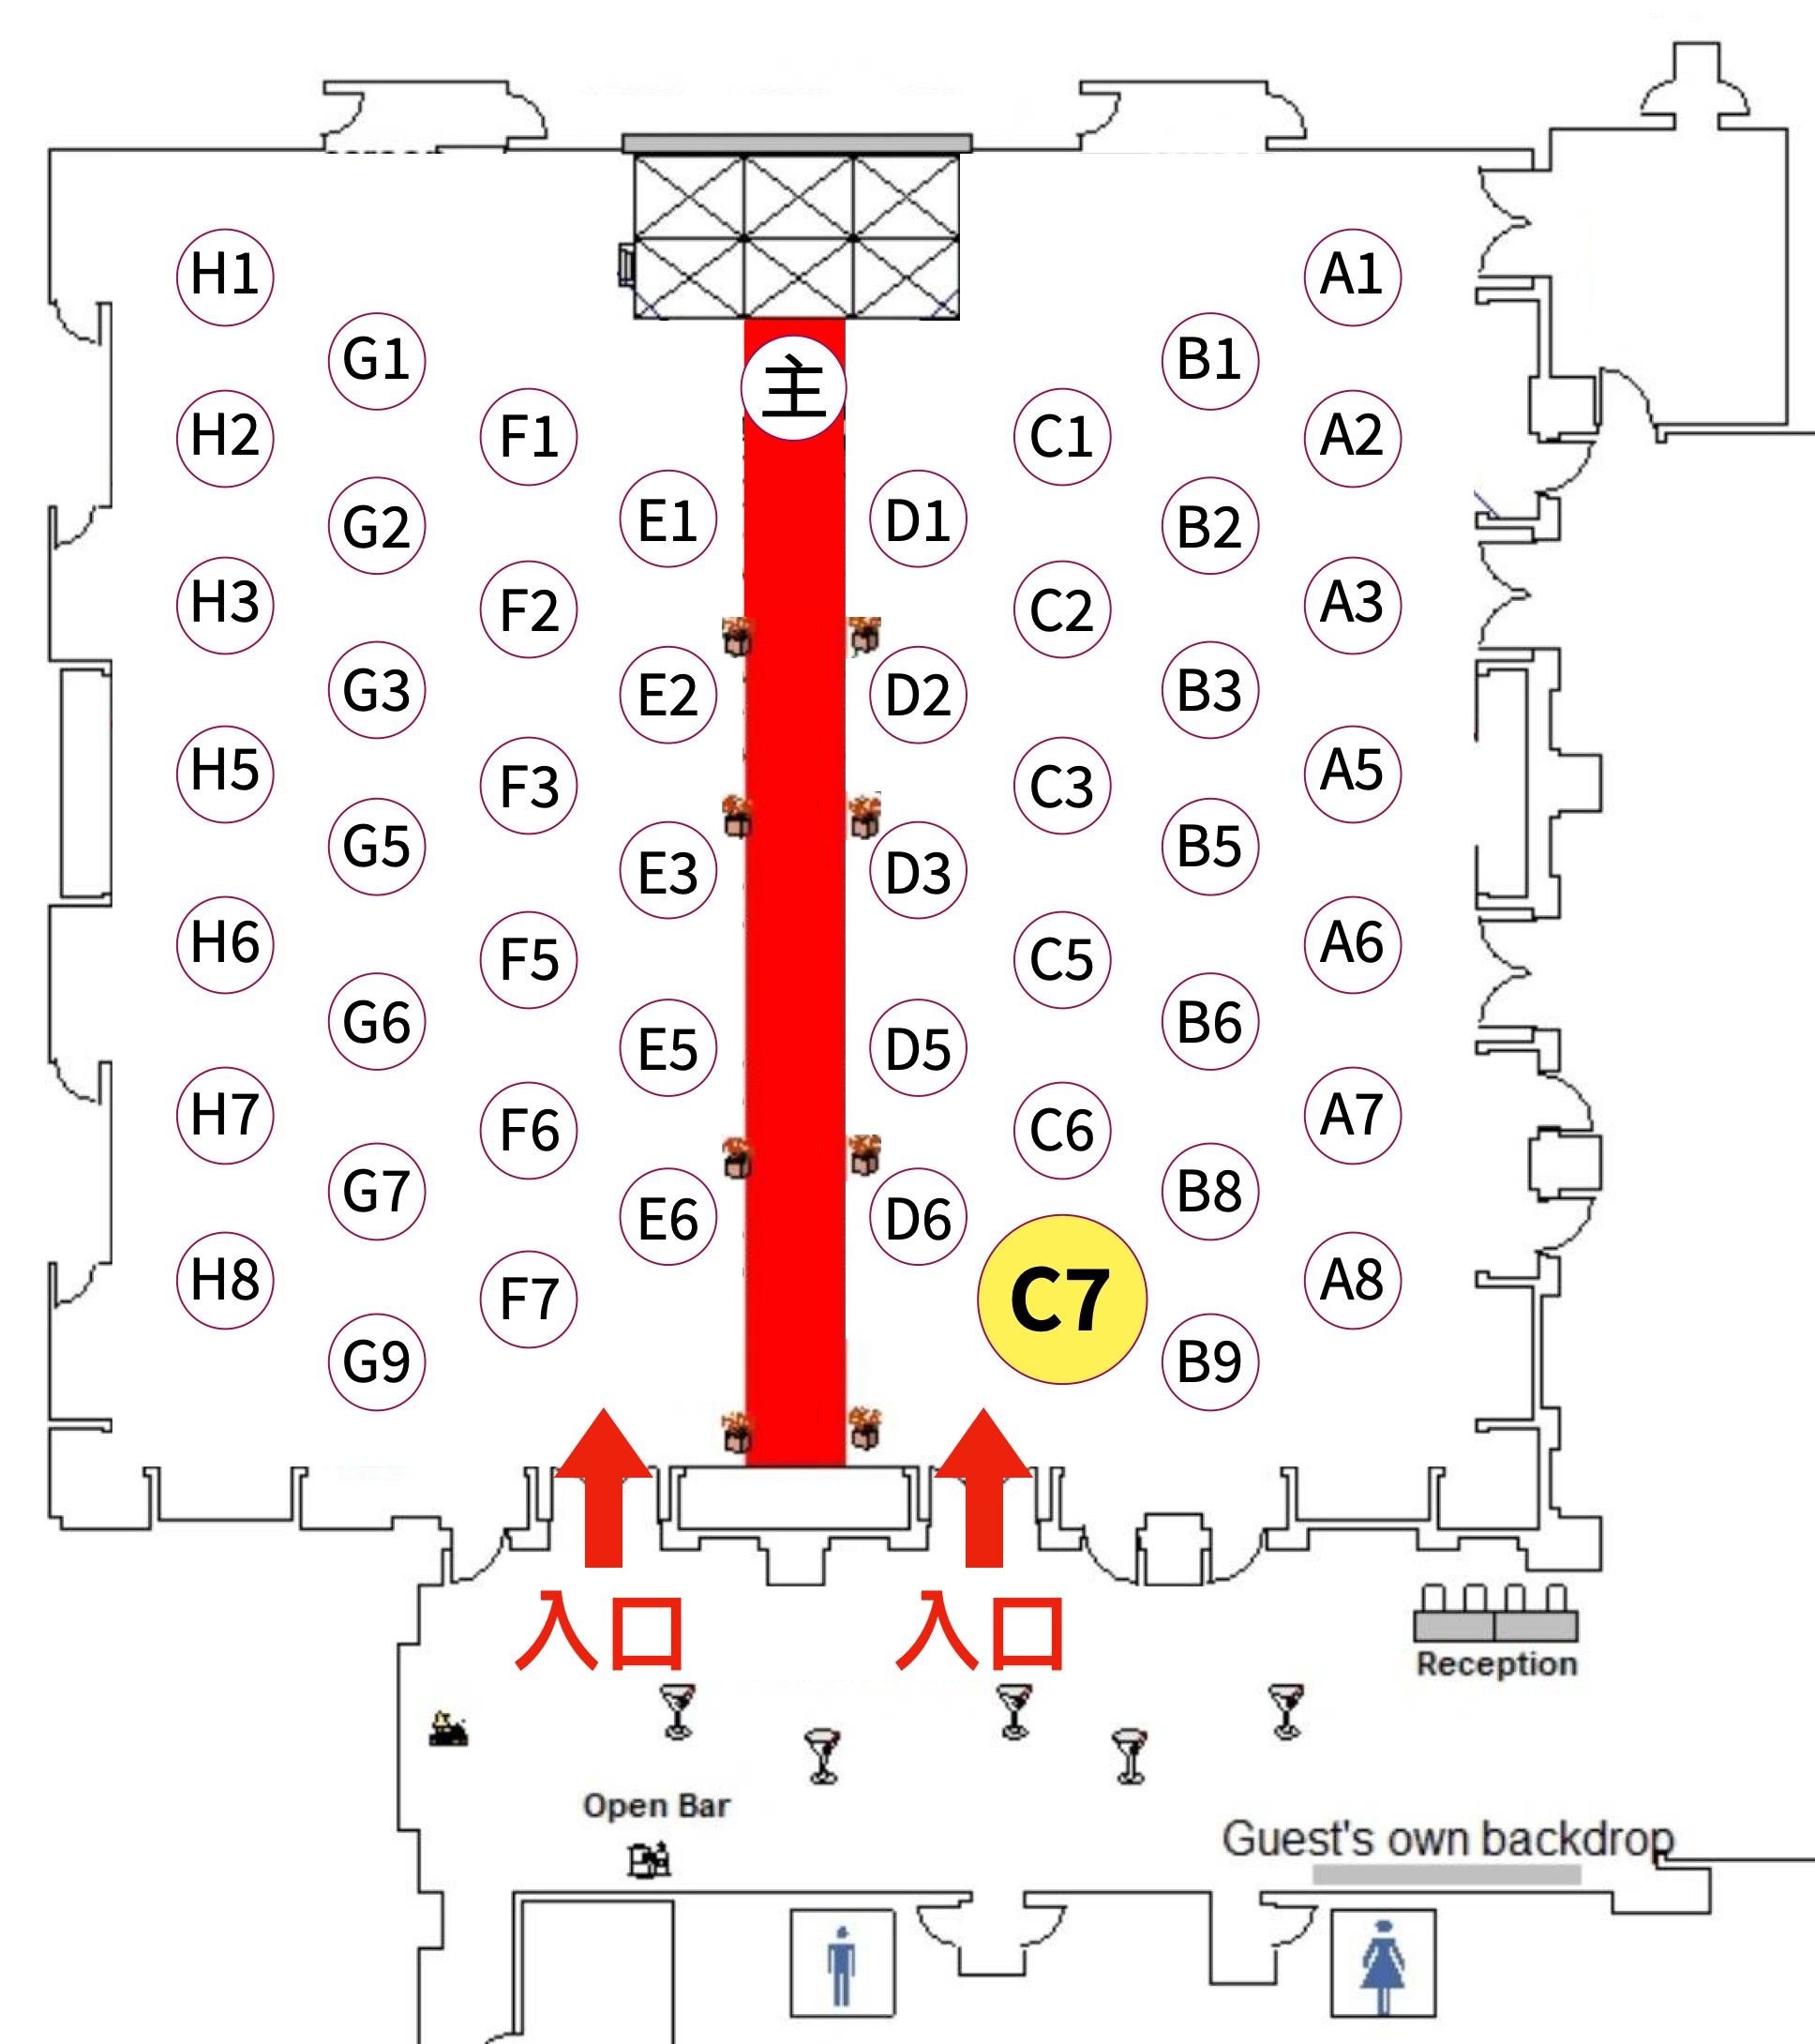 H1
A1
G1
B1
主
H2
F1
C1
A2
G2
E1
D1
B2
H3
F2
C2
A3
G3
E2
D2
B3
H5
F3
C3
A5
G5
E3
D3
B5
H6
F5
C5
A6
G6
E5
D5
B6
H7
F6
C6
A7
G7
E6
D6
B8
H8
F7
C7
A8
G9
B9
入口
入口
Reception
Open Bar
Guest's own backdrop